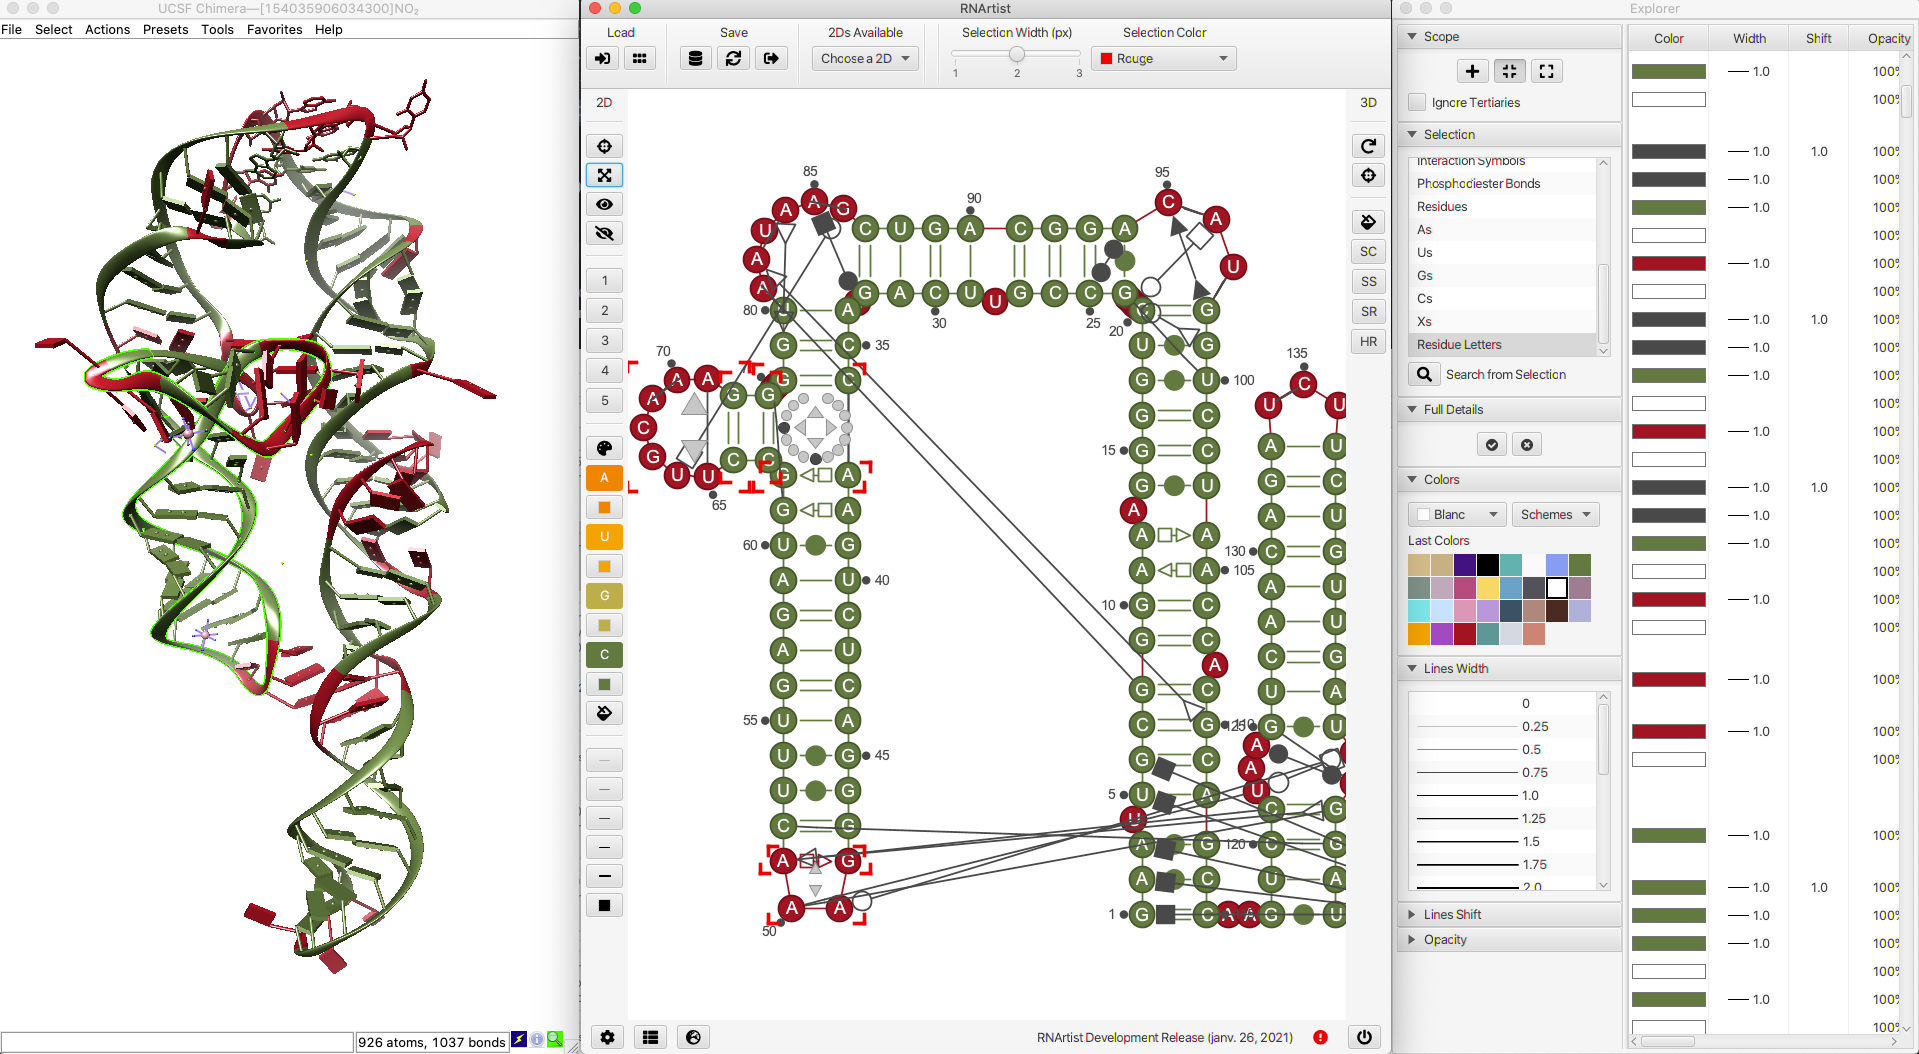 UCSF Chimera—[154035906034300]NO₂
File Select Actions Presets Tools Favorites Help
926 atoms, 1037 bonds
RNArtist
Load
Save
2Ds Available
Selection Width (px)
Selection Color
Choose a 2D
1
2
3
Rouge
2D
3D
1
2
3
4
5
A
U
G
C
SC
SS
SR
HR
85
A
A
G
U
A
A
80
90
C U G A C G G A
G A C U U G C C G
30
25
20
95
C
A
U
70
A A
A
C
G
U U
65
G G
C C
U A
G C
35
G C
G A
G A
60
U G
A U
40
G C
A U
G C
55
U A
U G
45
U G
C G
A G
A A
50
G
U G
G U
100
G C
15
G C
G U
A
A A
A A
105
10
G C
G C
A
G C
C G
110
G C
5
U A
U
A G
A C
1
G C
A A G U
135
U C U
A U
G C
A G
130
C U
A U
C G
U A
125
G U
A
A
U
C G
120
C G
U A
RNArtist Development Release (janv. 26, 2021)
Explorer
Scope
Ignore Tertiaries
Selection
Interaction Symbols
Phosphodiester Bonds
Residues
As
Us
Gs
Cs
Xs
Residue Letters
Search from Selection
Full Details
Colors
Blanc
Schemes
Last Colors
Lines Width
0
0.25
0.5
0.75
1.0
1.25
1.5
1.75
2.0
Lines Shift
Opacity
Color Width Shift Opacity
1.0 100%
100%
1.0 1.0 100%
1.0 100%
1.0 100%
100%
1.0 100%
100%
1.0 1.0 100%
1.0 100%
1.0 100%
100%
1.0 100%
100%
1.0 1.0 100%
1.0 100%
1.0 100%
100%
1.0 100%
100%
1.0 100%
1.0 100%
100%
1.0 100%
1.0 1.0 100%
1.0 100%
1.0 100%
100%
1.0 100%
100%